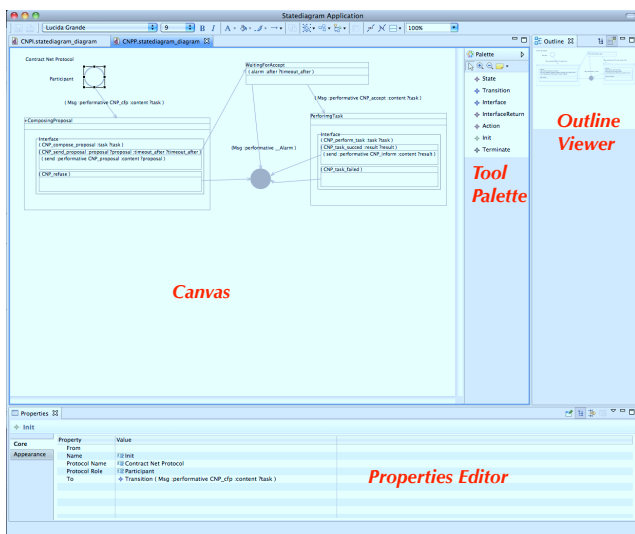 Statediagram Application
Lucida Grande 9 B I A 100%
CNPI.statediagram_diagram CNPP.statediagram_diagram
Outline
Palette
State
Transition
Interface
InterfaceReturn
Action
Init
Terminate
Contract Net Protocol
Participant
( Msg :performative CNP_cfp :content ?task )
WaitingForAccept
( alarm :after ?timeout_after )
( Msg :performative CNP_accept :content ?task )
+ComposingProposal
Interface
( CNP_compose_proposal :task ?task )
( CNP_send_proposal :proposal ?proposal :timeout_after ?timeout_after )
( send :performative CNP_proposal :content ?proposal )
( CNP_refuse )
(Msg :performative __Alarm )
PerforimgTask
Interface
( CNP_perform_task :task ?task )
( CNP_task_succed :result ?result )
( send :performative CNP_inform :content ?result )
( CNP_task_failed )
Outline
Viewer
Tool
Palette
Canvas
Properties
Init
Core
Appearance
Property Value
From
Name Init
Protocol Name Contract Net Protocol
Protocol Role Participant
To Transition ( Msg :performative CNP_cfp :content ?task )
Properties Editor